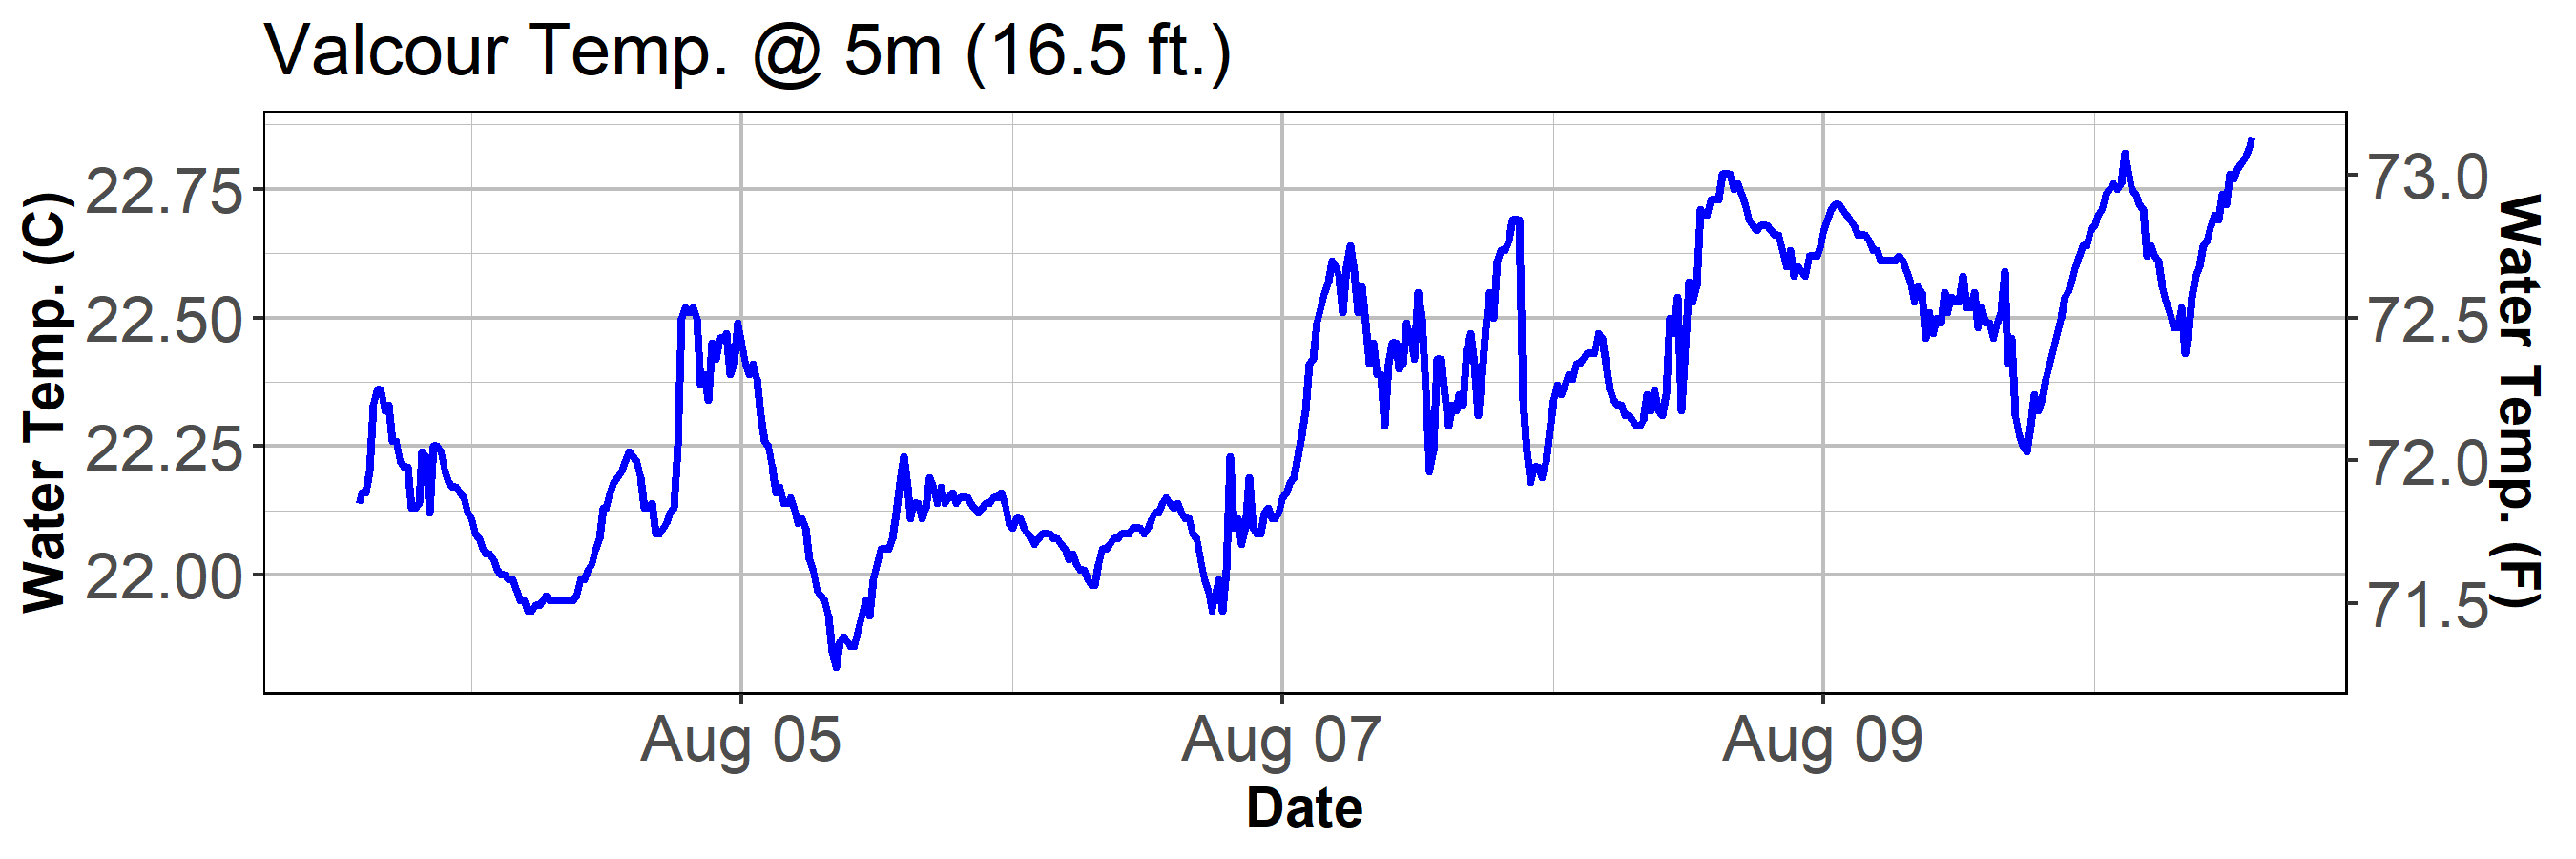 Valcour Temp. @ 5m (16.5 ft.)
Water Temp. (C)
22.75
22.50
22.25
22.00
73.0
72.5
72.0
71.5
Water Temp. (F)
Aug 05
Aug 07
Aug 09
Date